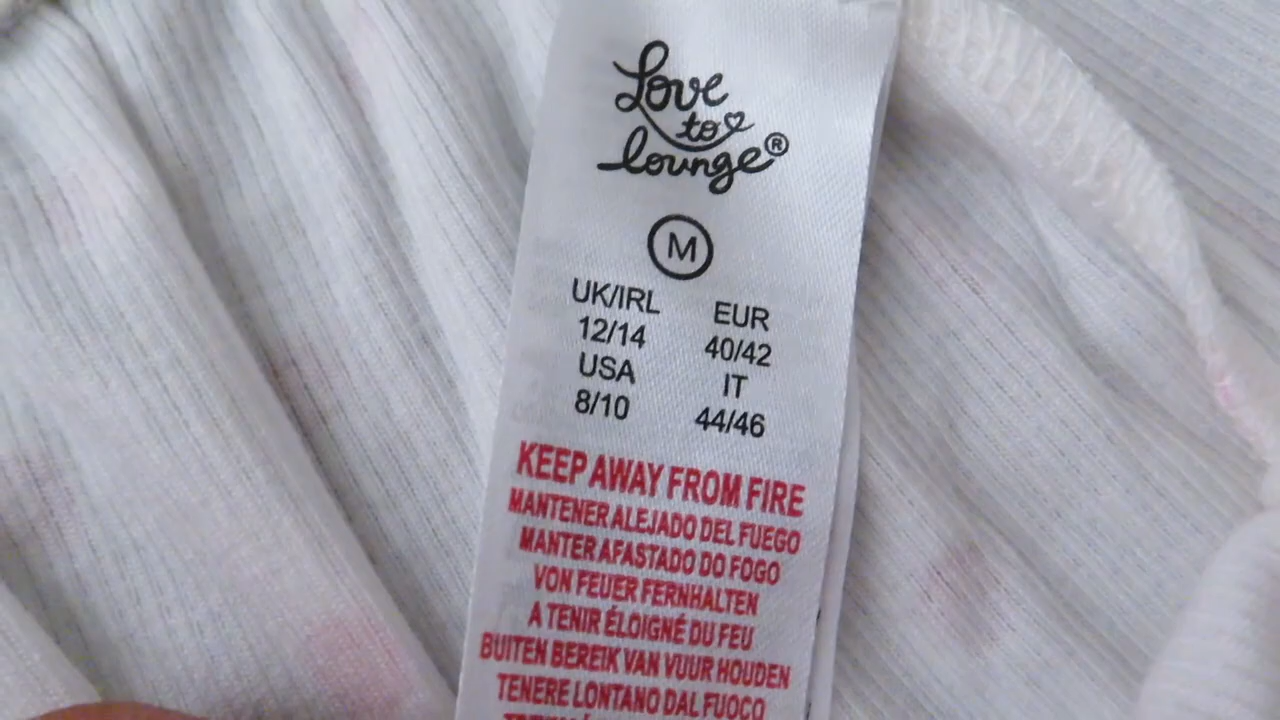 Love
to
lounge®
M
UK/IRL EUR
12/14 40/42
USA IT
8/10 44/46
KEEP AWAY FROM FIRE
MANTENER ALEJADO DEL FUEGO
MANTER AFASTADO DO FOGO
VON FEUER FERNHALTEN
A TENIR ÉLOIGNÉ DU FEU
BUITEN BEREIK VAN VUUR HOUDEN
TENERE LONTANO DAL FUOCO